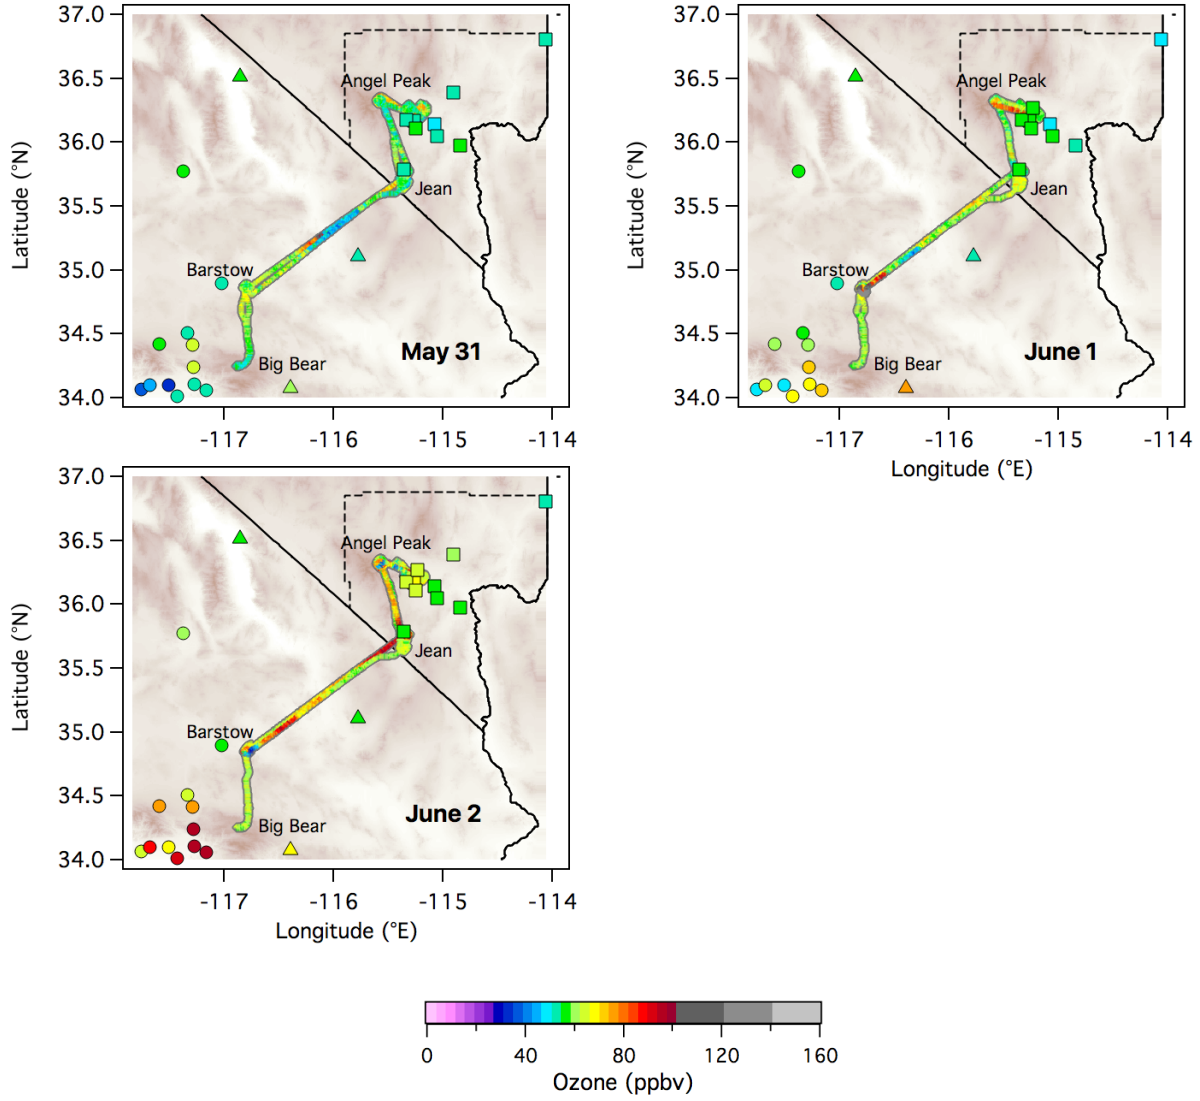 37.0
36.5
36.0
35.5
35.0
34.5
34.0
Latitude (°N)
Angel Peak
Jean
Barstow
Big Bear
May 31
-117
-116
-115
-114
37.0
36.5
36.0
35.5
35.0
34.5
34.0
Latitude (°N)
Angel Peak
Jean
Barstow
Big Bear
June 1
-117
-116
-115
-114
Longitude (°E)
37.0
36.5
36.0
35.5
35.0
34.5
34.0
Latitude (°N)
Angel Peak
Jean
Barstow
Big Bear
June 2
-117
-116
-115
-114
Longitude (°E)
0
40
80
120
160
Ozone (ppbv)